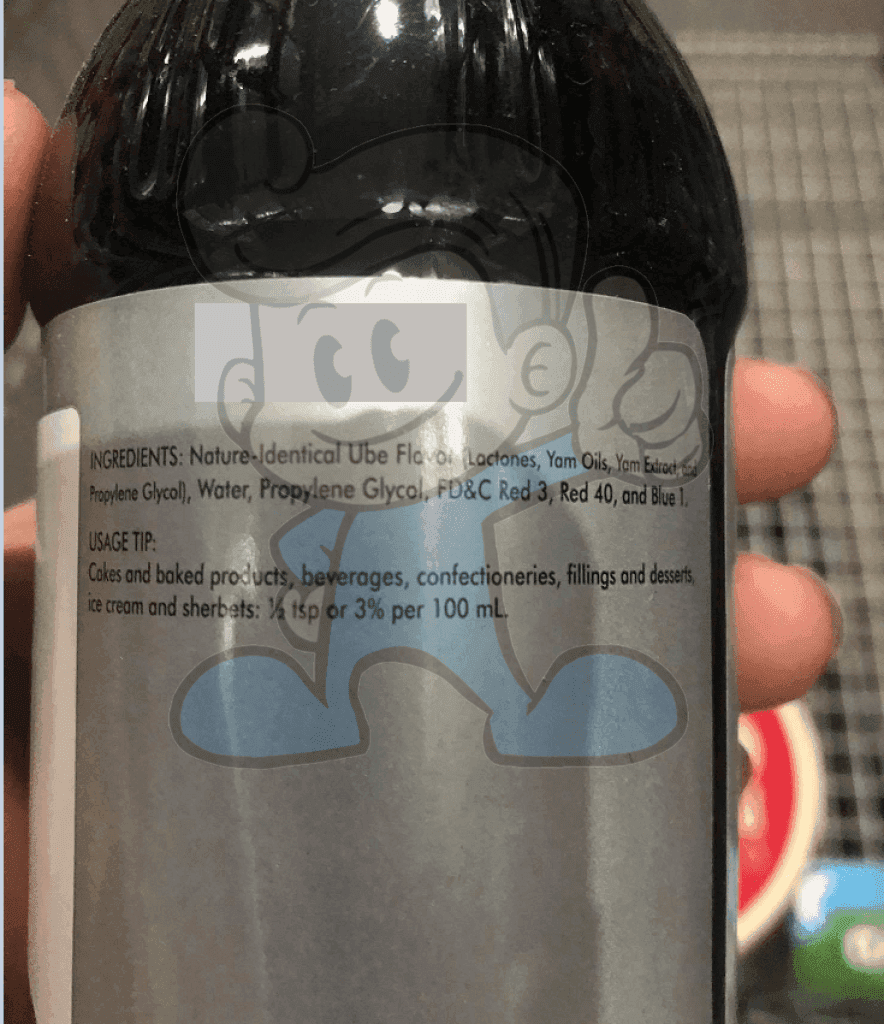 INGREDIENTS: Nature-Identical Ube Flavor (Lactones, Yam Oils, Yam Extract, and
Propylene Glycol), Water, Propylene Glycol, FD&C Red 3, Red 40, and Blue 1.
USAGE TIP:
Cakes and baked products, beverages, confectioneries, fillings and desserts,
ice cream and sherbets: ½ tsp or 3% per 100 mL.